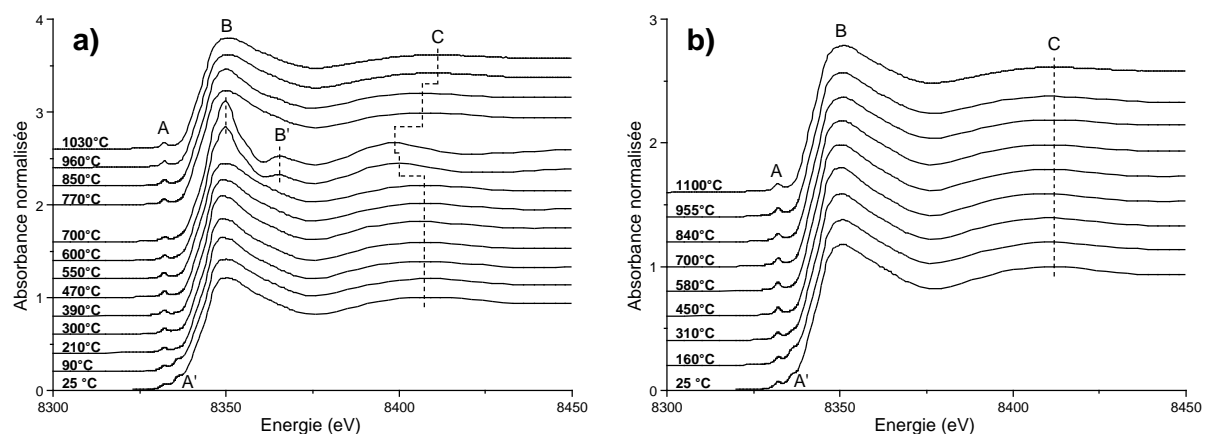 a)
4
3
2
1
0
Absorbance normalisée
B
C
A
B'
1030°C
960°C
850°C
770°C
700°C
600°C
550°C
470°C
390°C
300°C
210°C
90°C
25 °C
A'
8300
8350
8400
8450
Energie (eV)
b)
3
2
1
0
Absorbance normalisée
B
C
A
1100°C
955°C
840°C
700°C
580°C
450°C
310°C
160°C
25 °C
A'
8300
8350
8400
8450
Energie (eV)